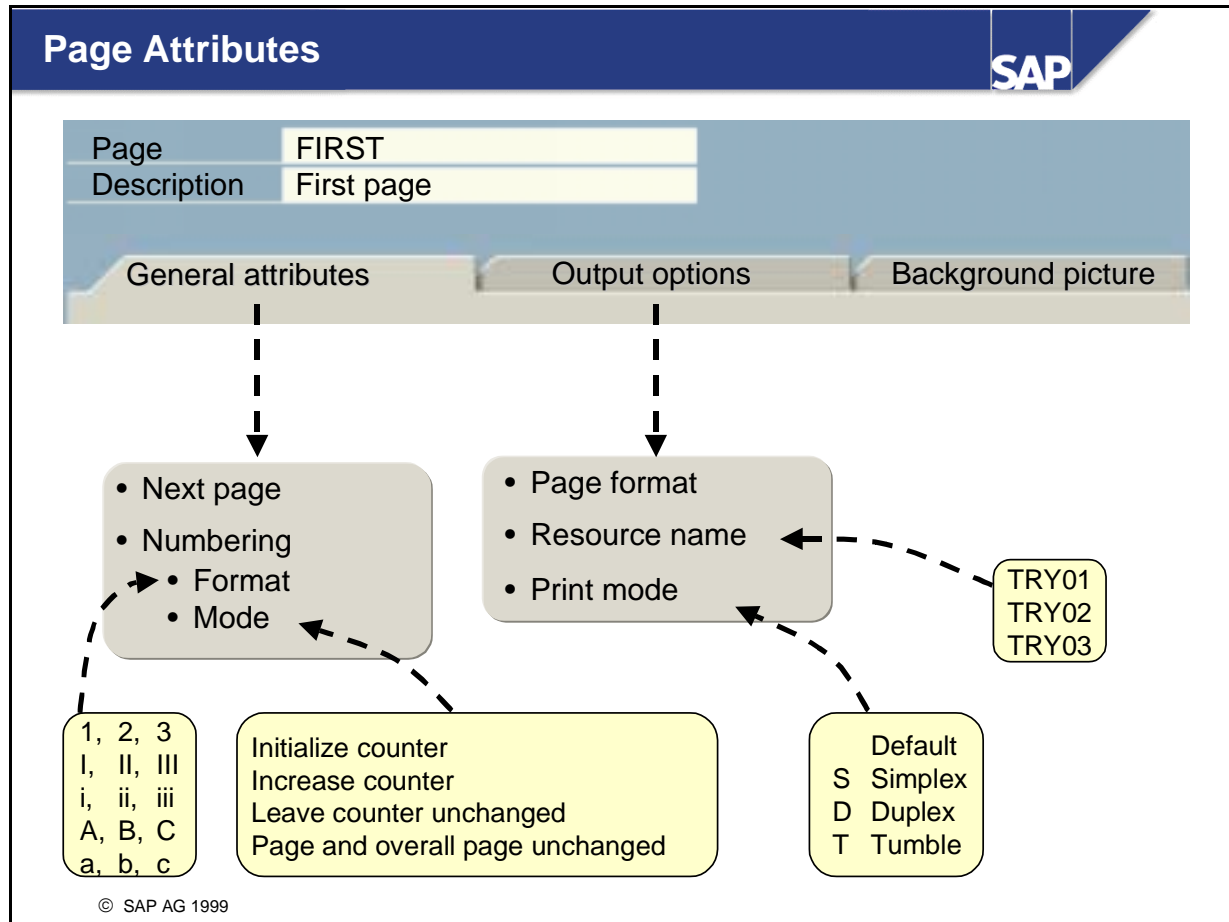 Page Attributes
SAP
Page FIRST
Description First page
General attributes Output options Background picture
• Next page
• Numbering
• Format
• Mode
• Page format
• Resource name
• Print mode
TRY01
TRY02
TRY03
1, 2, 3
I, II, III
i, ii, iii
A, B, C
a, b, c
Initialize counter
Increase counter
Leave counter unchanged
Page and overall page unchanged
Default
S Simplex
D Duplex
T Tumble
© SAP AG 1999